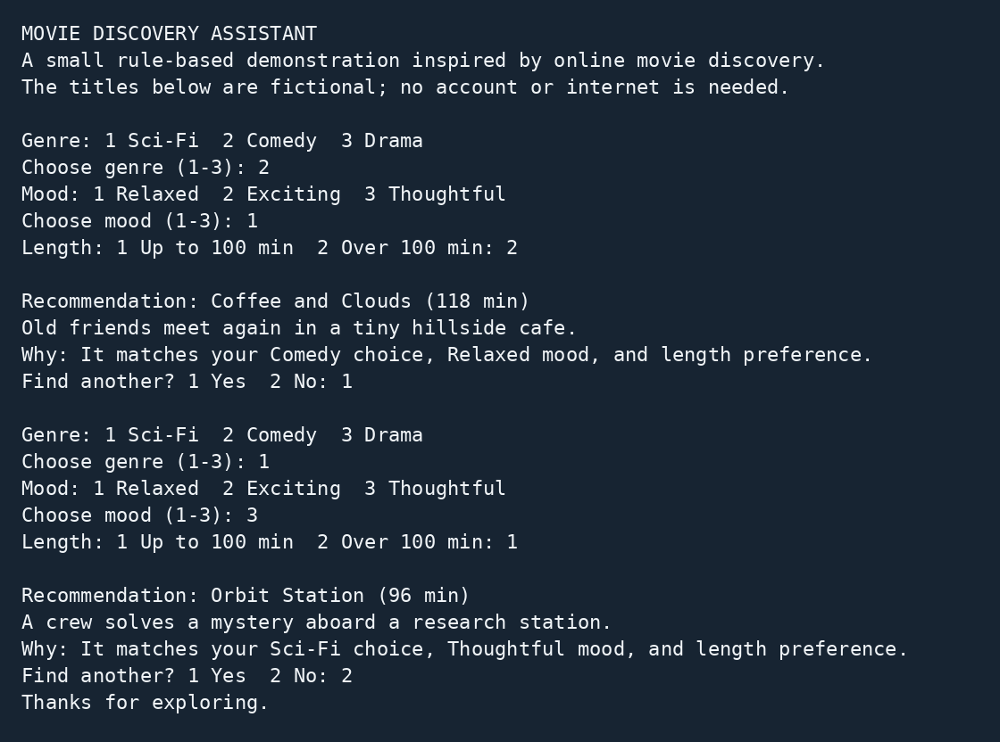 MOVIE DISCOVERY ASSISTANT
A small rule-based demonstration inspired by online movie discovery.
The titles below are fictional; no account or internet is needed.
Genre: 1 Sci-Fi  2 Comedy  3 Drama
Choose genre (1-3): 2
Mood: 1 Relaxed  2 Exciting  3 Thoughtful
Choose mood (1-3): 1
Length: 1 Up to 100 min  2 Over 100 min: 2
Recommendation: Coffee and Clouds (118 min)
Old friends meet again in a tiny hillside cafe.
Why: It matches your Comedy choice, Relaxed mood, and length preference.
Find another? 1 Yes  2 No: 1
Genre: 1 Sci-Fi  2 Comedy  3 Drama
Choose genre (1-3): 1
Mood: 1 Relaxed  2 Exciting  3 Thoughtful
Choose mood (1-3): 3
Length: 1 Up to 100 min  2 Over 100 min: 1
Recommendation: Orbit Station (96 min)
A crew solves a mystery aboard a research station.
Why: It matches your Sci-Fi choice, Thoughtful mood, and length preference.
Find another? 1 Yes  2 No: 2
Thanks for exploring.